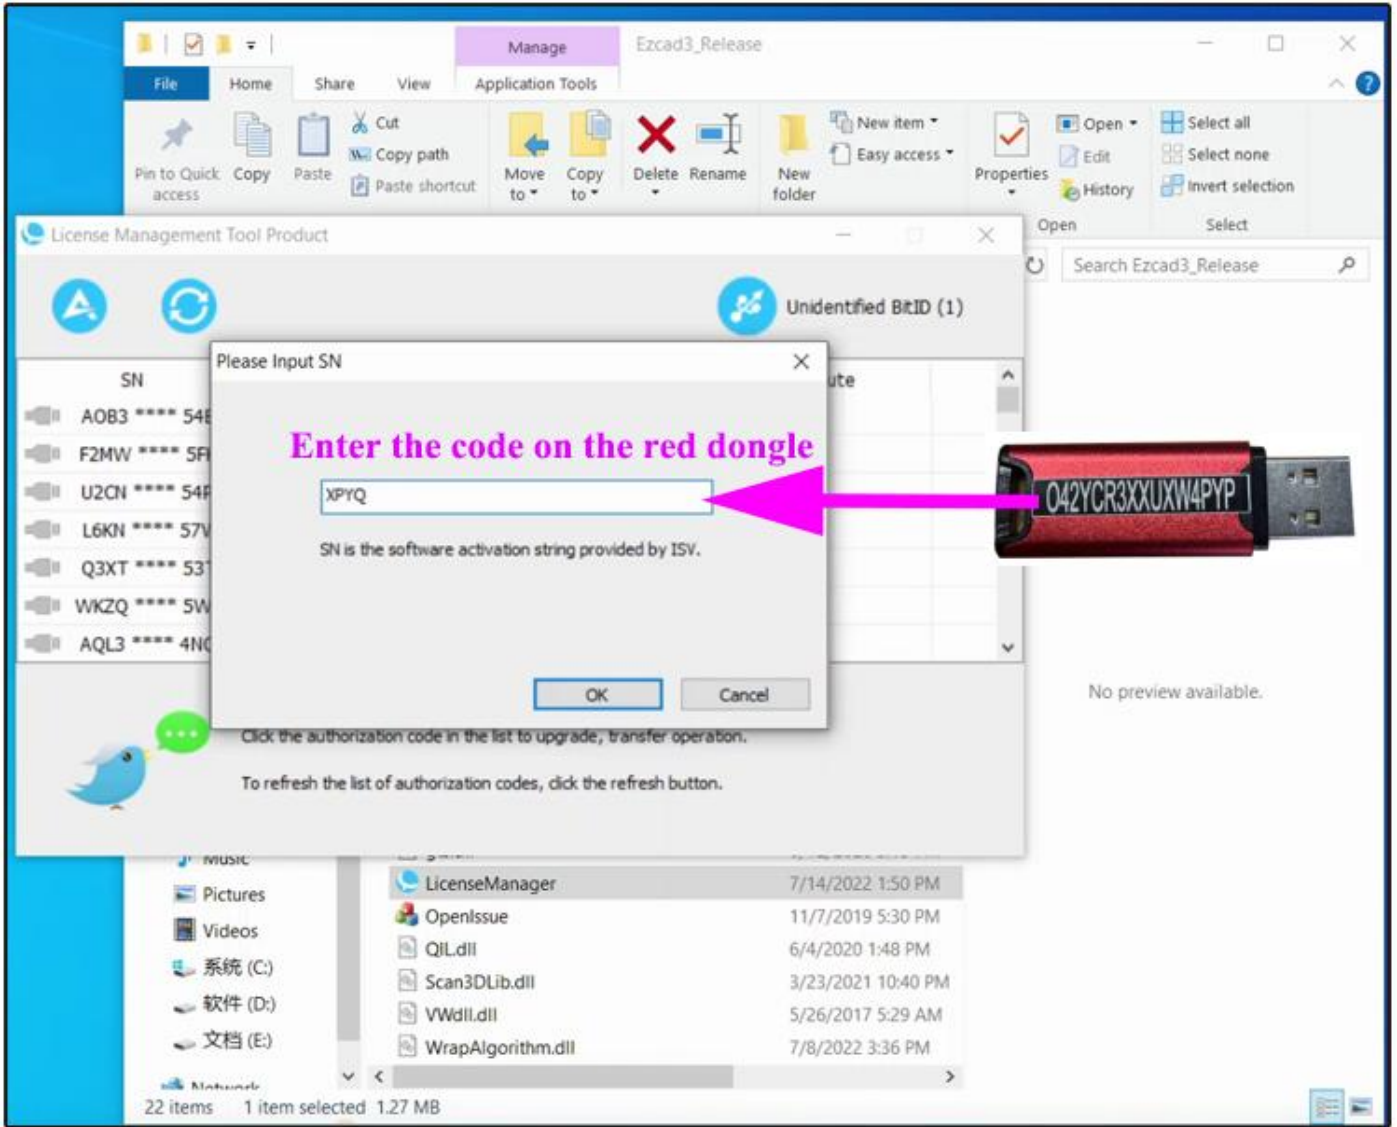 Manage
Ezcad3_Release
File
Home
Share
View
Application Tools
Pin to Quick access
Copy
Paste
Cut
Copy path
Paste shortcut
Move to
Copy to
Delete
Rename
New folder
New item
Easy access
Properties
Open
Edit
History
Select all
Select none
Invert selection
Open
Select
License Management Tool Product
Search Ezcad3_Release
Unidentified BitID (1)
Please Input SN
SN
ute
AOB3 **** 54
F2MW **** 5F
U2CN **** 54
L6KN **** 57
Q3XT **** 53
WKZQ **** 5W
AQL3 **** 4N
Enter the code on the red dongle
XPYQ
O42YCR3XXUXW4PYP
SN is the software activation string provided by ISV.
OK
Cancel
No preview available.
Click the authorization code in the list to upgrade, transfer operation.
To refresh the list of authorization codes, click the refresh button.
Music
Pictures
Videos
系统 (C:)
软件 (D:)
文档 (E:)
Network
LicenseManager 7/14/2022 1:50 PM
OpenIssue 11/7/2019 5:30 PM
QIL.dll 6/4/2020 1:48 PM
Scan3DLib.dll 3/23/2021 10:40 PM
VWdll.dll 5/26/2017 5:29 AM
WrapAlgorithm.dll 7/8/2022 3:36 PM
22 items 1 item selected 1.27 MB